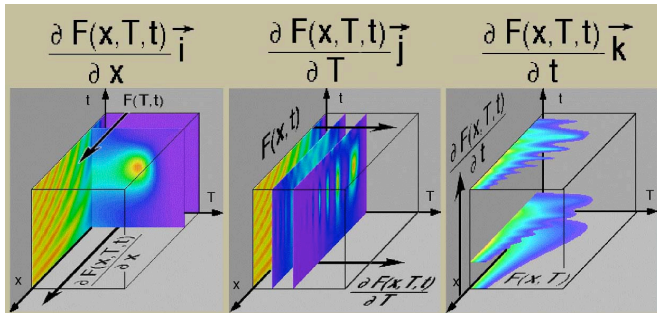 ∂ F(x,T,t) i
∂ x
∂ F(x,T,t) j
∂ T
∂ F(x,T,t) k
∂ t
t
F(T,t)
T
x
∂ F(x,T,t)
∂ x
t
F(x,t)
T
x
∂ F(x,T,t)
∂ T
t
∂ F(x,T,t)
∂ t
T
x
F(x,T)